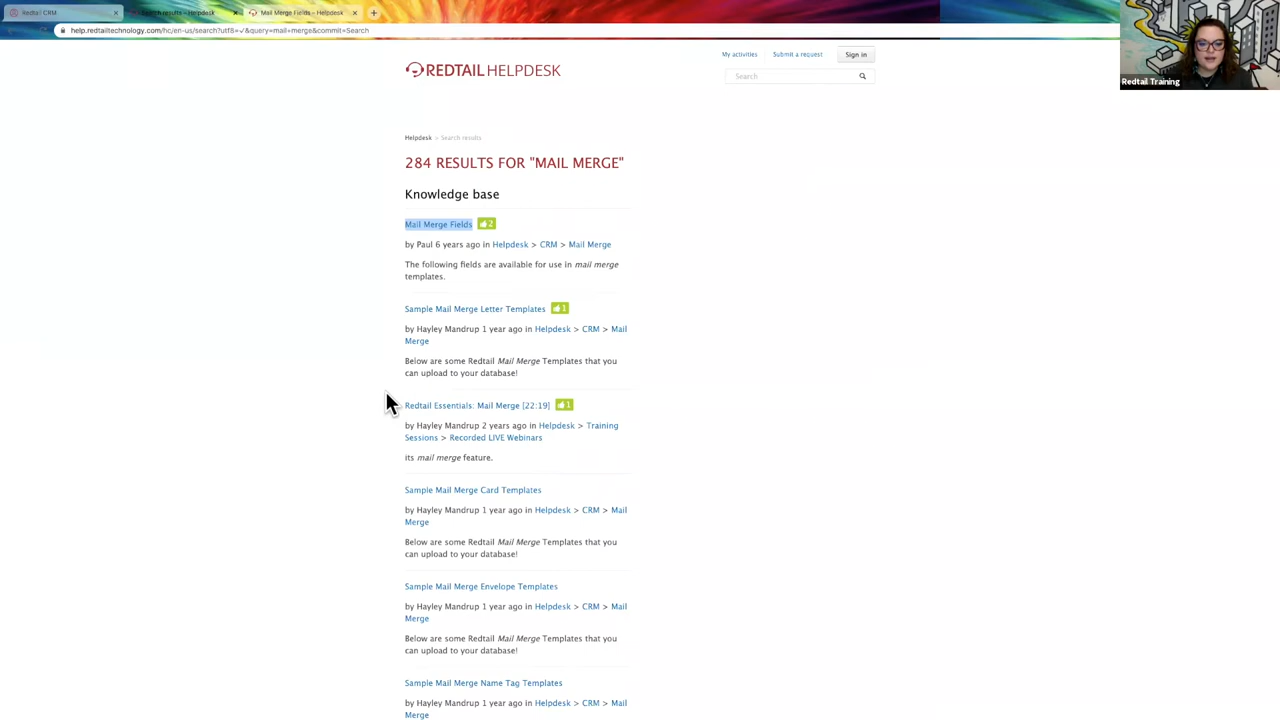 Redtail CRM
Search results – Helpdesk
Mail Merge Fields – Helpdesk
help.redtailtechnology.com/hc/en-us/search?utf8=✓&query=mail+merge&commit=Search
Redtail Training
My activities
Submit a request
Sign in
REDTAIL HELPDESK
Search
Helpdesk > Search results
284 RESULTS FOR "MAIL MERGE"
Knowledge base
Mail Merge Fields 2
by Paul 6 years ago in Helpdesk > CRM > Mail Merge
The following fields are available for use in mail merge
templates.
Sample Mail Merge Letter Templates 1
by Hayley Mandrup 1 year ago in Helpdesk > CRM > Mail
Merge
Below are some Redtail Mail Merge Templates that you
can upload to your database!
Redtail Essentials: Mail Merge [22:19] 1
by Hayley Mandrup 2 years ago in Helpdesk > Training
Sessions > Recorded LIVE Webinars
its mail merge feature.
Sample Mail Merge Card Templates
by Hayley Mandrup 1 year ago in Helpdesk > CRM > Mail
Merge
Below are some Redtail Mail Merge Templates that you
can upload to your database!
Sample Mail Merge Envelope Templates
by Hayley Mandrup 1 year ago in Helpdesk > CRM > Mail
Merge
Below are some Redtail Mail Merge Templates that you
can upload to your database!
Sample Mail Merge Name Tag Templates
by Hayley Mandrup 1 year ago in Helpdesk > CRM > Mail
Merge